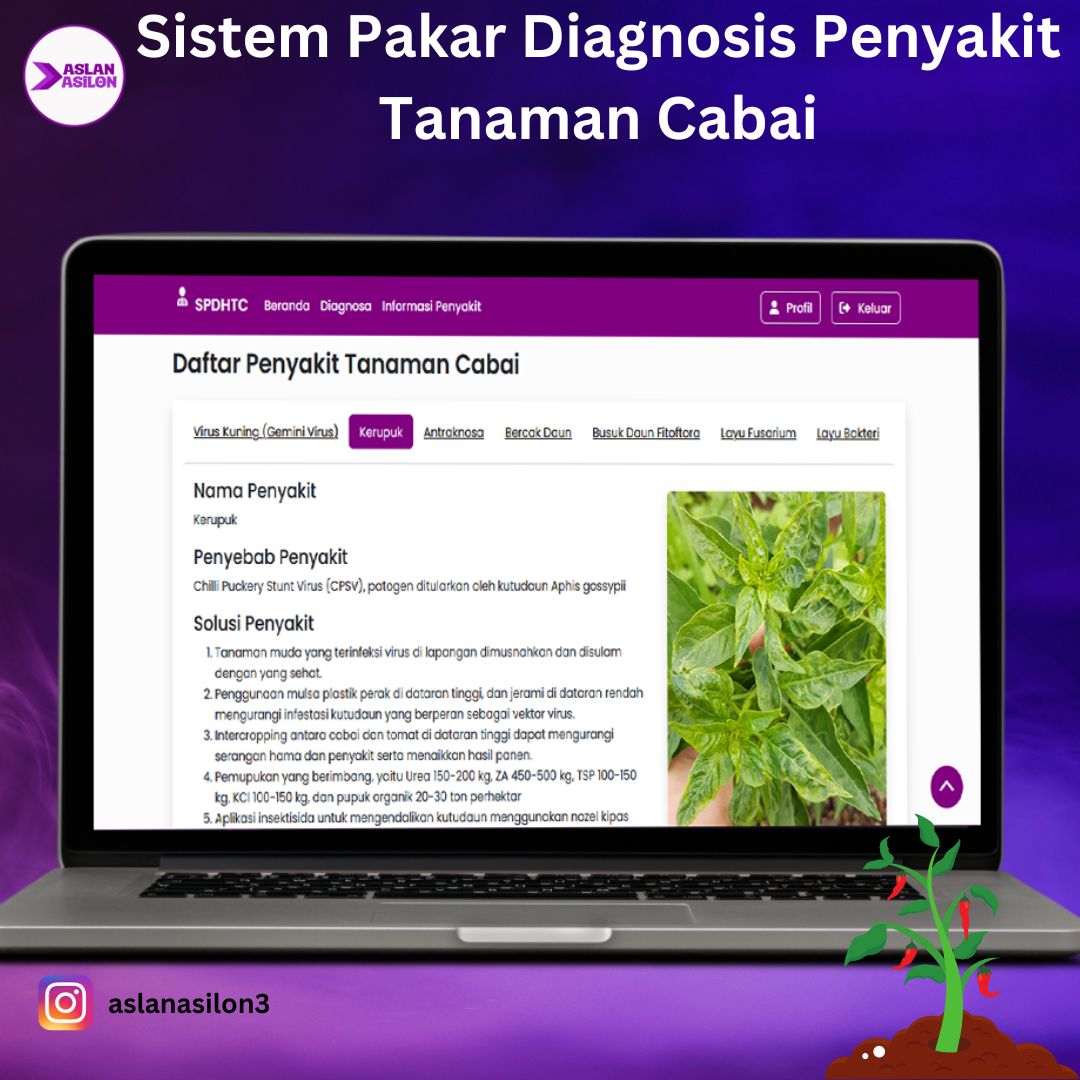 Sistem Pakar Diagnosis Penyakit
Tanaman Cabai
ASLAN
ASILON
SPDHTC Beranda Diagnosa Informasi Penyakit Profil Keluar
Daftar Penyakit Tanaman Cabai
Virus Kuning (Gemini Virus) Kerupuk Antraknosa Bercak Daun Busuk Daun Fitoftora Layu Fusarium Layu Bakteri
Nama Penyakit
Kerupuk
Penyebab Penyakit
Chilli Puckery Stunt Virus (CPSV), patogen ditularkan oleh kutudaun Aphis gossypii
Solusi Penyakit
1. Tanaman muda yang terinfeksi virus di lapangan dimusnahkan dan disulam
dengan yang sehat.
2. Penggunaan mulsa plastik perak di dataran tinggi, dan jerami di dataran rendah
mengurangi infestasi kutudaun yang berperan sebagai vektor virus.
3. Intercropping antara cabai dan tomat di dataran tinggi dapat mengurangi
serangan hama dan penyakit serta menaikkan hasil panen.
4. Pemupukan yang berimbang, yaitu Urea 150-200 kg, ZA 450-500 kg, TSP 100-150
kg, KCl 100-150 kg, dan pupuk organik 20-30 ton perhektar
5. Aplikasi insektisida untuk mengendalikan kutudaun menggunakan nozel kipas
aslanasilon3